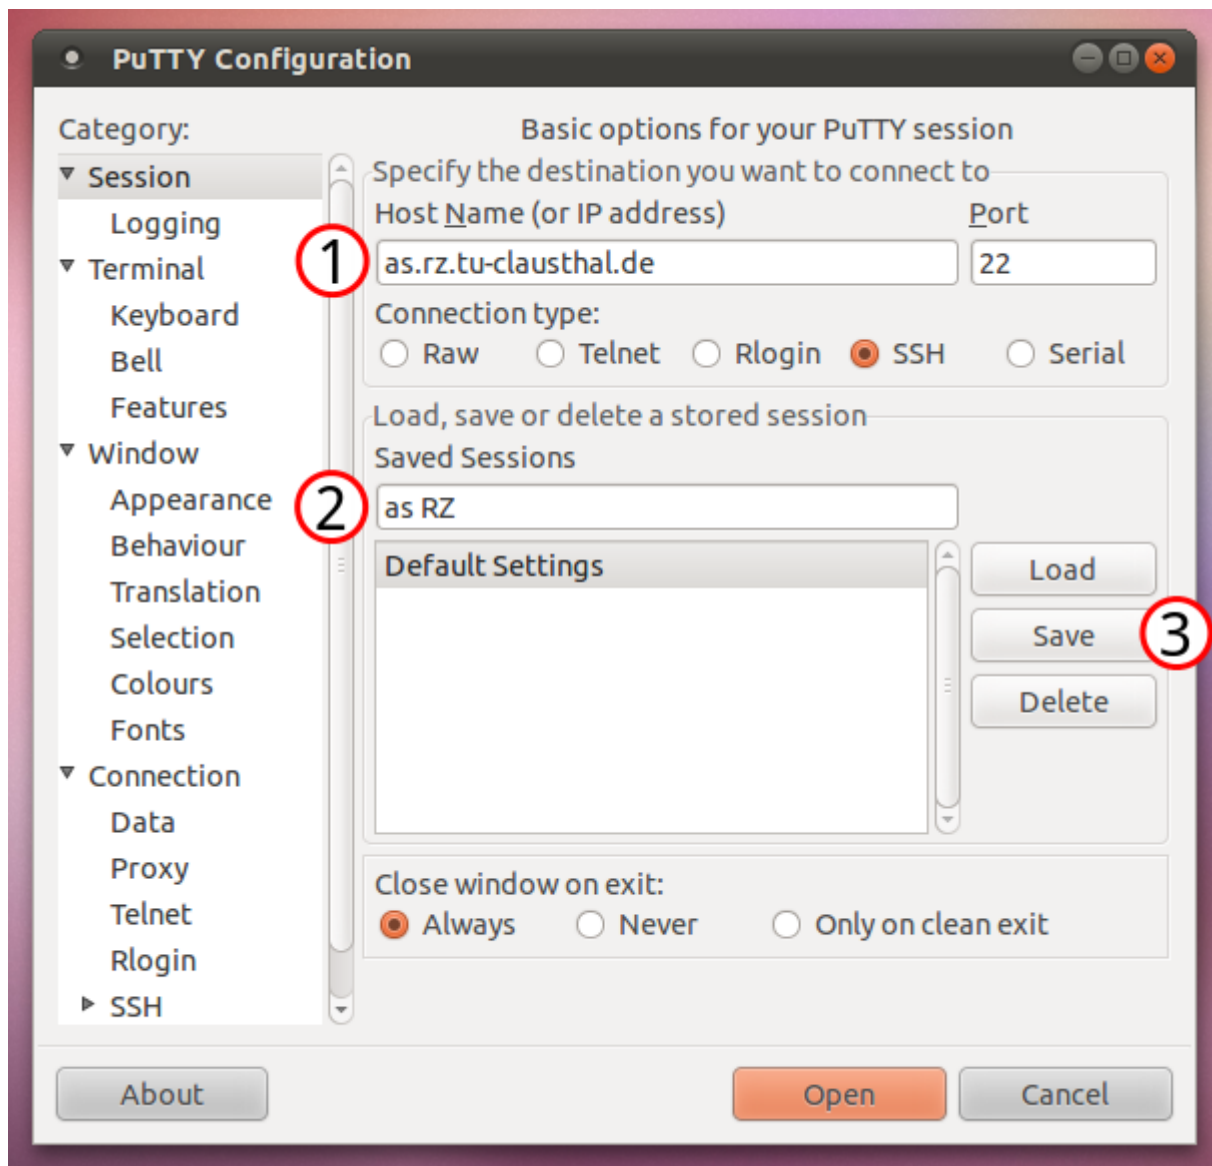 PuTTY Configuration
Category:
Session
Logging
Terminal
Keyboard
Bell
Features
Window
Appearance
Behaviour
Translation
Selection
Colours
Fonts
Connection
Data
Proxy
Telnet
Rlogin
SSH
Basic options for your PuTTY session
Specify the destination you want to connect to
Host Name (or IP address) Port
1 as.rz.tu-clausthal.de 22
Connection type:
Raw Telnet Rlogin SSH Serial
Load, save or delete a stored session
Saved Sessions
2 as RZ
Default Settings
Load
Save 3
Delete
Close window on exit:
Always Never Only on clean exit
About Open Cancel